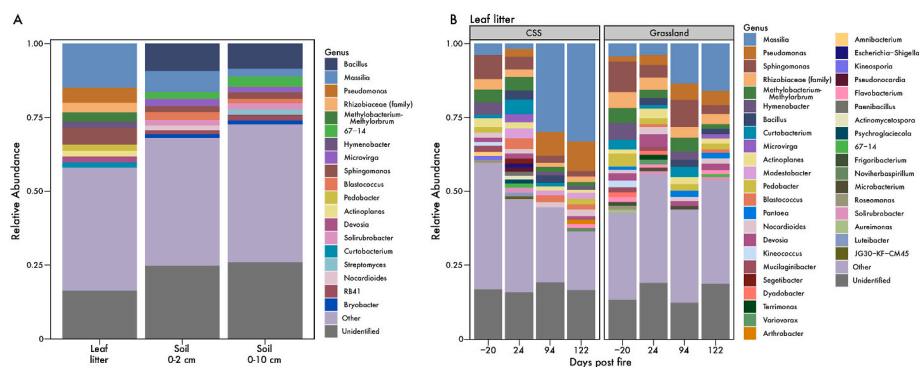 A
Relative Abundance
1.00
0.75
0.50
0.25
0
Leaf
litter
Soil
0-2 cm
Soil
0-10 cm
Genus
Bacillus
Massilia
Pseudomonas
Rhizobiaceae (family)
Methylobacterium-
Methylorbrum
67-14
Hymenobacter
Microvirga
Sphingomonas
Blastococcus
Pedobacter
Actinoplanes
Devosia
Solirubrobacter
Curtobacterium
Streptomyces
Nocardioides
RB41
Bryobacter
Other
Unidentified
B
Leaf litter
CSS
Grassland
Relative Abundance
1.00
0.75
0.50
0.25
0
−20 24 94 122
−20 24 94 122
Days post fire
Genus
Massilia
Pseudomonas
Sphingomonas
Rhizobiaceae (family)
Methylobacterium-
Methylorbrum
Hymenobacter
Bacillus
Curtobacterium
Microvirga
Actinoplanes
Modestobacter
Pedobacter
Blastococcus
Pantoea
Nocardioides
Devosia
Kineococcus
Mucilaginibacter
Segetibacter
Dyadobacter
Terrimonas
Variovorax
Arthrobacter
Amnibacterium
Escherichia-Shigella
Kineosporia
Pseudonocardia
Flavobacterium
Paenibacillus
Actinomycetospora
Psychroglaciecola
67-14
Frigoribacterium
Noviherbaspirillum
Microbacterium
Roseomonas
Solirubrobacter
Aureimonas
Luteibacter
JG30-KF-CM45
Other
Unidentified